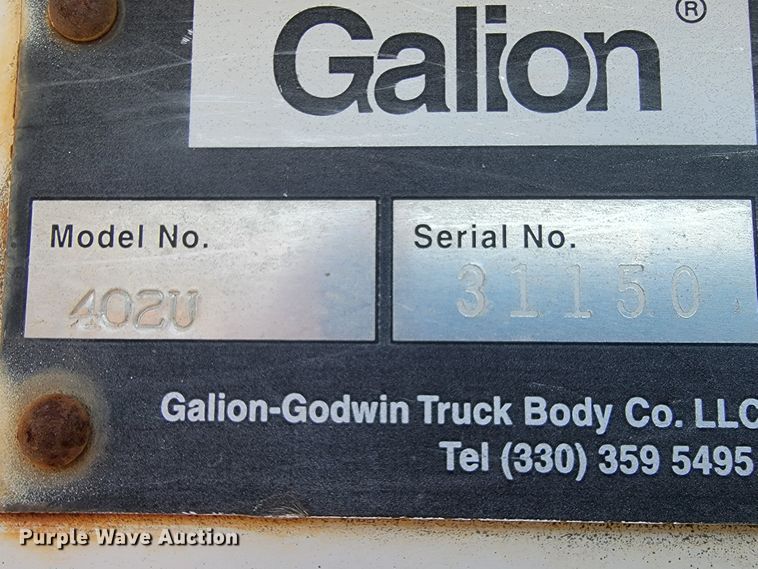 Galion ®
Model No.
402U
Serial No.
31150
Galion-Godwin Truck Body Co. LLC
Tel (330) 359 5495
Purple Wave Auction